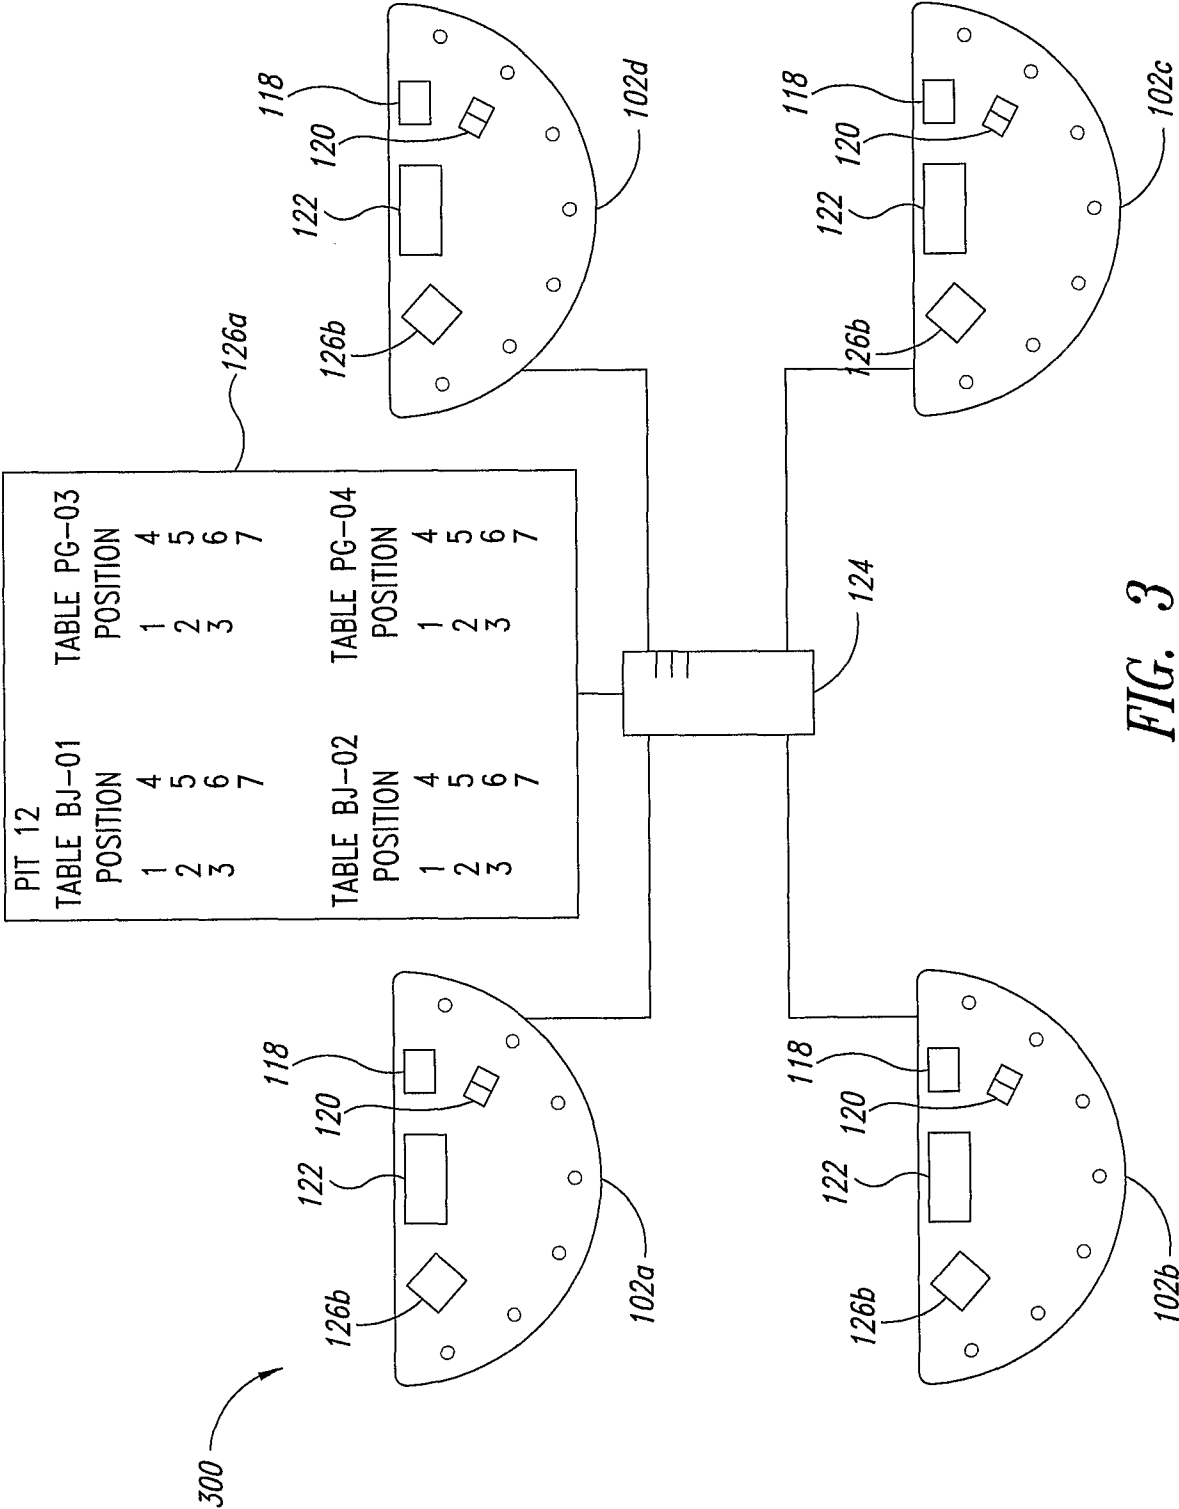 PIT 12
TABLE BJ-01 TABLE PG-03
POSITION POSITION
1 4 1 4
2 5 2 5
3 6 3 6
7 7
TABLE BJ-02 TABLE PG-04
POSITION POSITION
1 4 1 4
2 5 2 5
3 6 3 6
7 7
300
126a
118
120
122
126b
102a
118
120
122
126b
102d
124
118
120
122
126b
102b
118
120
122
126b
102c
FIG. 3